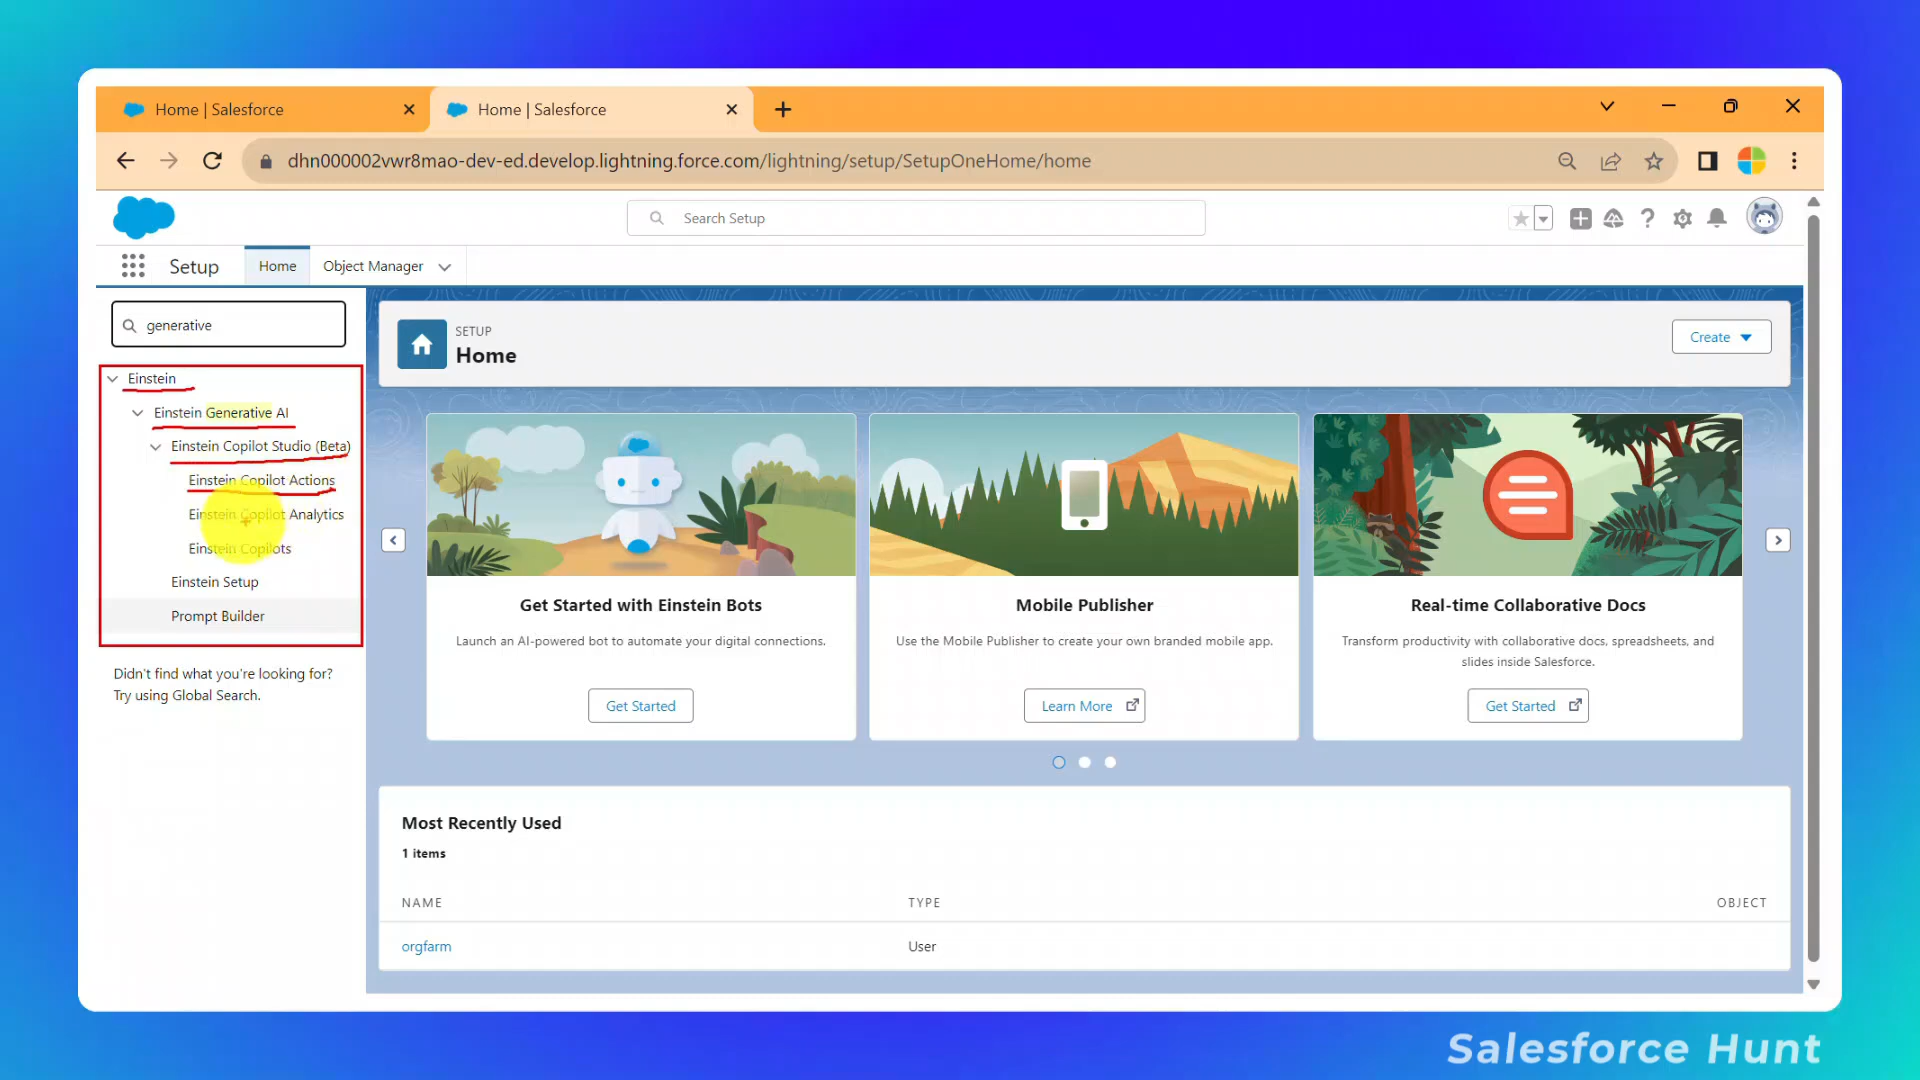 Home | Salesforce
Home | Salesforce
dhn000002vwr8mao-dev-ed.develop.lightning.force.com/lightning/setup/SetupOneHome/home
Search Setup
Setup
Home
Object Manager
generative
Einstein
Einstein Generative AI
Einstein Copilot Studio (Beta)
Einstein Copilot Actions
Einstein Copilot Analytics
Einstein Copilots
Einstein Setup
Prompt Builder
Didn't find what you're looking for?
Try using Global Search.
SETUP
Home
Create
Get Started with Einstein Bots
Launch an AI-powered bot to automate your digital connections.
Get Started
Mobile Publisher
Use the Mobile Publisher to create your own branded mobile app.
Learn More
Real-time Collaborative Docs
Transform productivity with collaborative docs, spreadsheets, and
slides inside Salesforce.
Get Started
Most Recently Used
1 items
NAME
TYPE
OBJECT
orgfarm
User
Salesforce Hunt